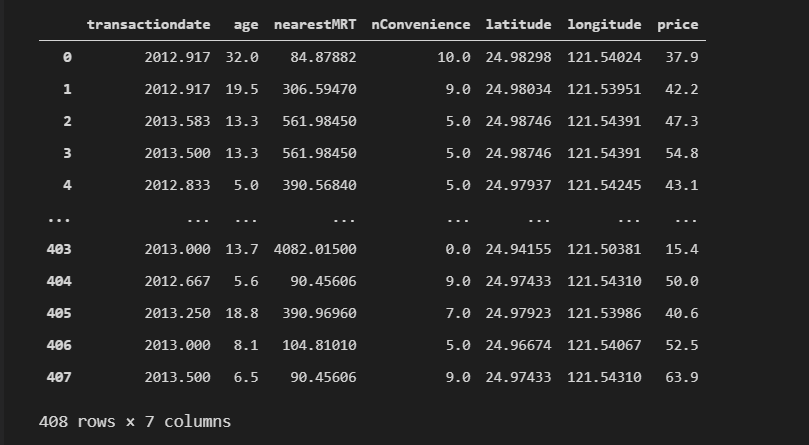 transactiondate age nearestMRT nConvenience latitude longitude price
0 2012.917 32.0 84.87882 10.0 24.98298 121.54024 37.9
1 2012.917 19.5 306.59470 9.0 24.98034 121.53951 42.2
2 2013.583 13.3 561.98450 5.0 24.98746 121.54391 47.3
3 2013.500 13.3 561.98450 5.0 24.98746 121.54391 54.8
4 2012.833 5.0 390.56840 5.0 24.97937 121.54245 43.1
... ... ... ... ... ... ... ...
403 2013.000 13.7 4082.01500 0.0 24.94155 121.50381 15.4
404 2012.667 5.6 90.45606 9.0 24.97433 121.54310 50.0
405 2013.250 18.8 390.96960 7.0 24.97923 121.53986 40.6
406 2013.000 8.1 104.81010 5.0 24.96674 121.54067 52.5
407 2013.500 6.5 90.45606 9.0 24.97433 121.54310 63.9
408 rows × 7 columns